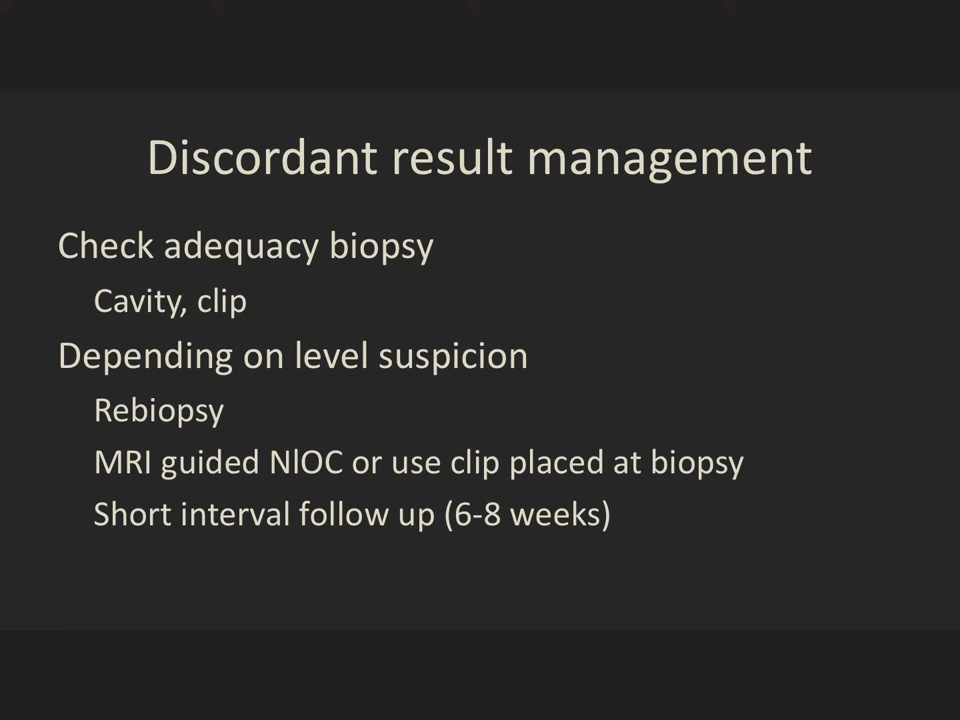 Discordant result management
Check adequacy biopsy
Cavity, clip
Depending on level suspicion
Rebiopsy
MRI guided NlOC or use clip placed at biopsy
Short interval follow up (6-8 weeks)